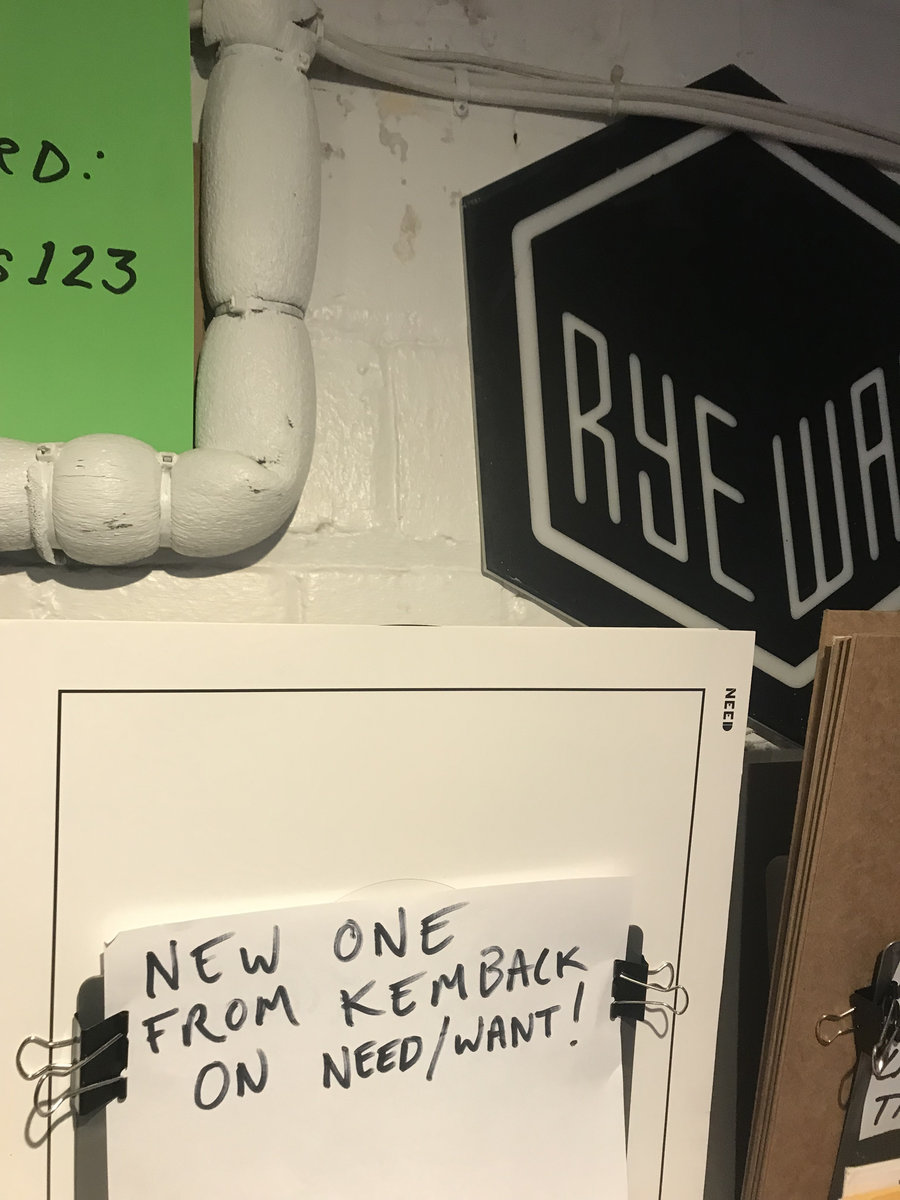 RD:
s123
RYE WA
NEED
NEW ONE
FROM KEMBACK
ON NEED/WANT!